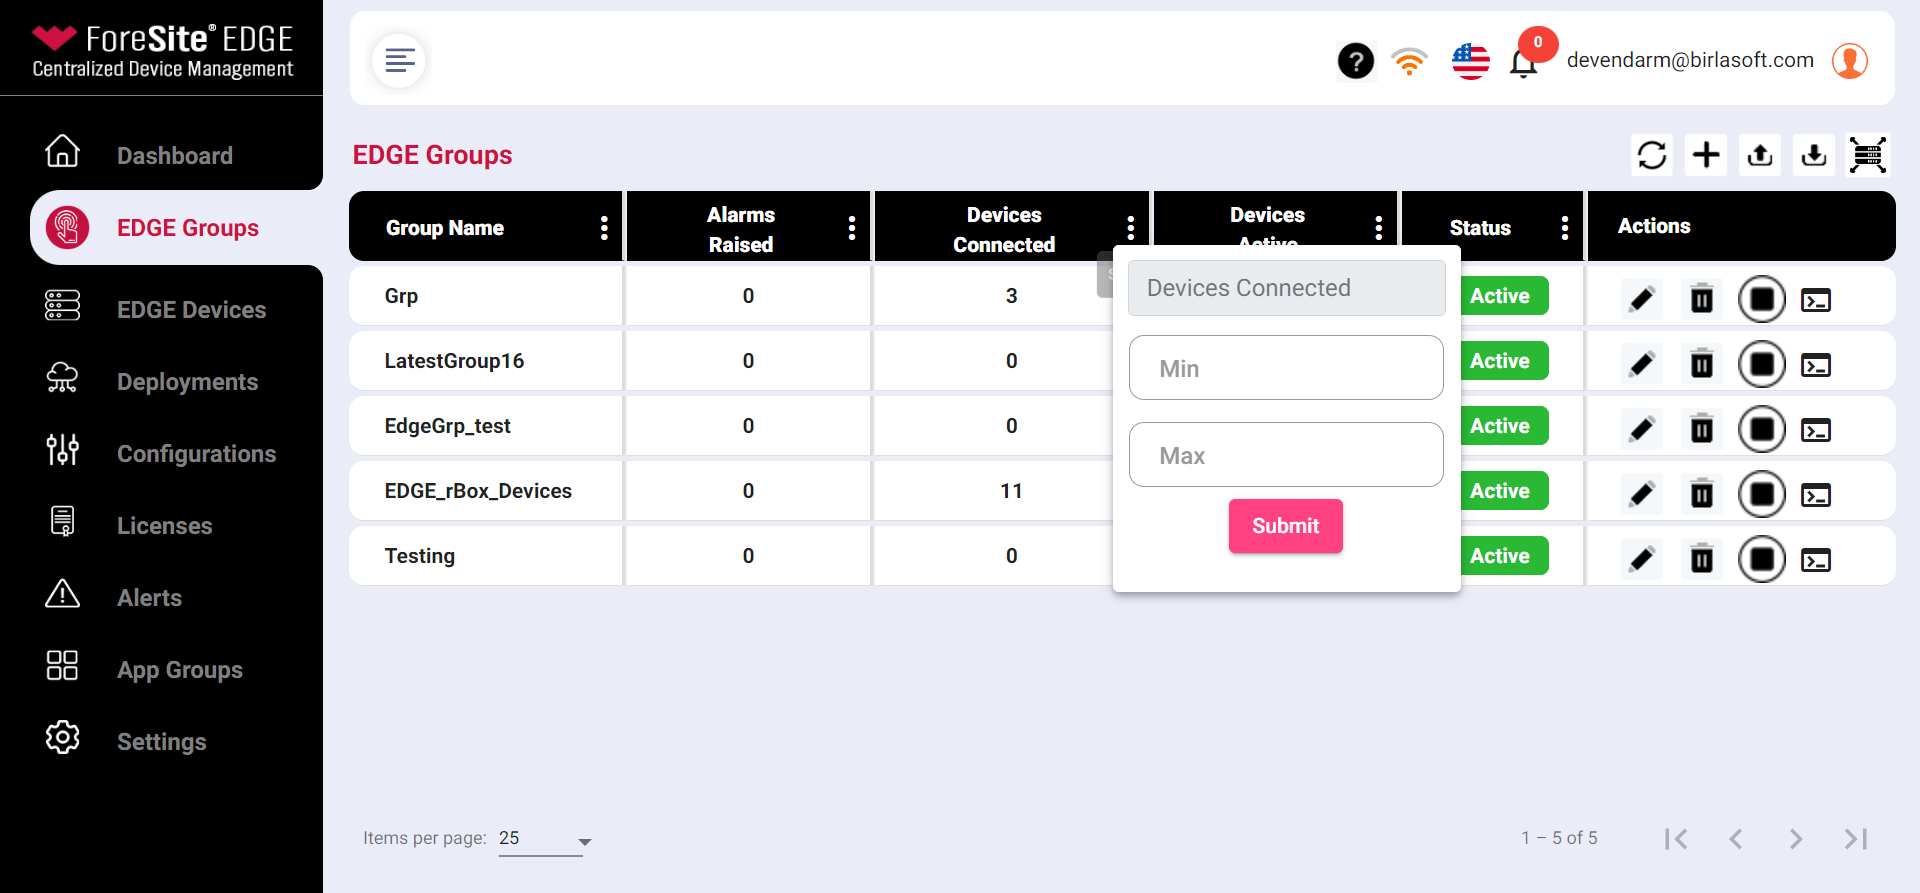 ForeSite® EDGE
Centralized Device Management
Dashboard
EDGE Groups
EDGE Devices
Deployments
Configurations
Licenses
Alerts
App Groups
Settings
?
0
devendarm@birlasoft.com
EDGE Groups
Group Name
Alarms
Raised
Devices
Connected
Devices
Active
Status
Actions
Grp 0 3 Active
LatestGroup16 0 0 Active
EdgeGrp_test 0 0 Active
EDGE_rBox_Devices 0 11 Active
Testing 0 0 Active
Devices Connected
Min
Max
Submit
Items per page: 25
1 – 5 of 5